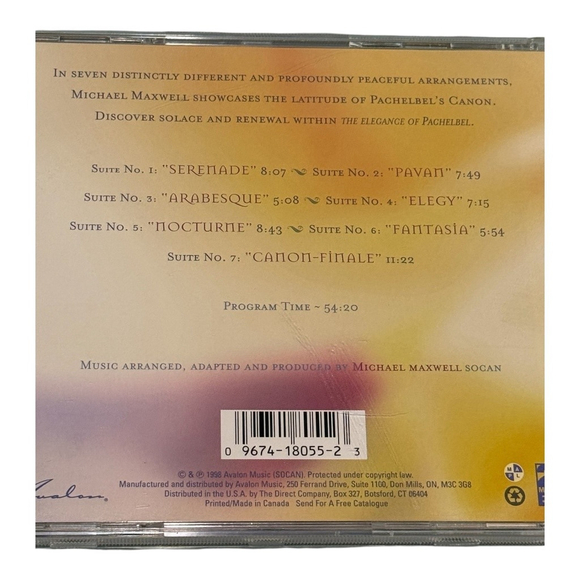 In seven distinctly different and profoundly peaceful arrangements,
Michael Maxwell showcases the latitude of Pachelbel's Canon.
Discover solace and renewal within the elegance of Pachelbel.
Suite No. 1: "Serenade" 8:07 ~ Suite No. 2: "Pavan" 7:49
Suite No. 3: "Arabesque" 5:08 ~ Suite No. 4: "Elegy" 7:15
Suite No. 5: "Nocturne" 8:43 ~ Suite No. 6: "Fantasia" 5:54
Suite No. 7: "Canon-Finale" 11:22
Program Time ~ 54:20
Music arranged, adapted and produced by Michael Maxwell SOCAN
0 9674-18055-2 3
© & ℗ 1998 Avalon Music (SOCAN). Protected under copyright law.
Manufactured and distributed by Avalon Music, 250 Ferrand Drive, Suite 1100, Don Mills, ON, M3C 3G8
Distributed in the U.S.A. by The Direct Company, Box 327, Botsford, CT 06404
Printed/Made in Canada Send For A Free Catalogue
Avalon